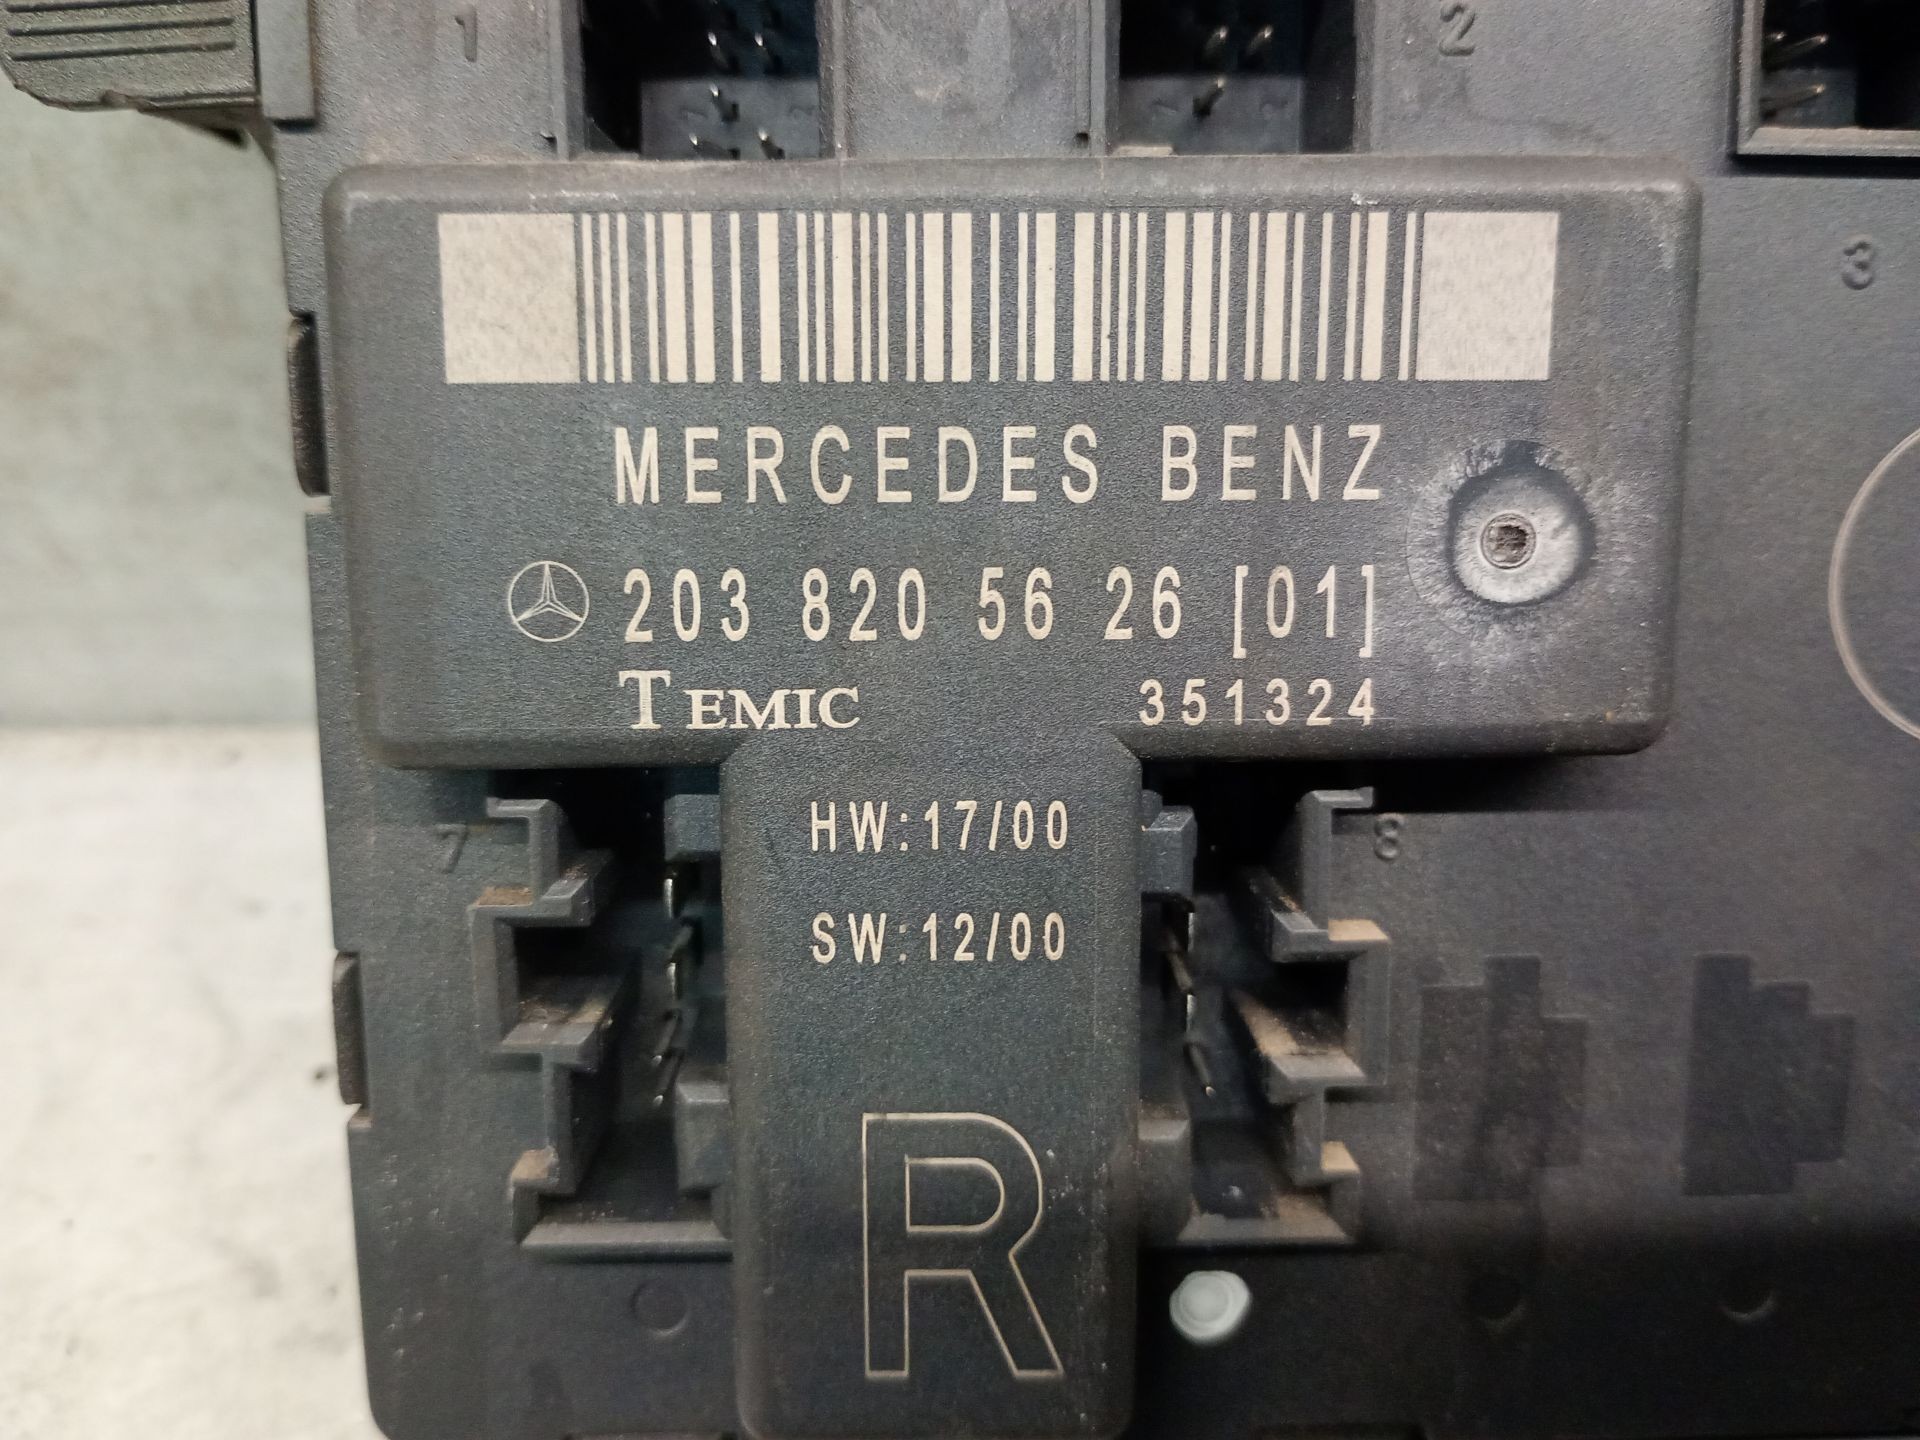 1
2
3
MERCEDES BENZ
203 820 56 26 [01]
TEMIC 351324
7
HW:17/00
8
SW:12/00
R